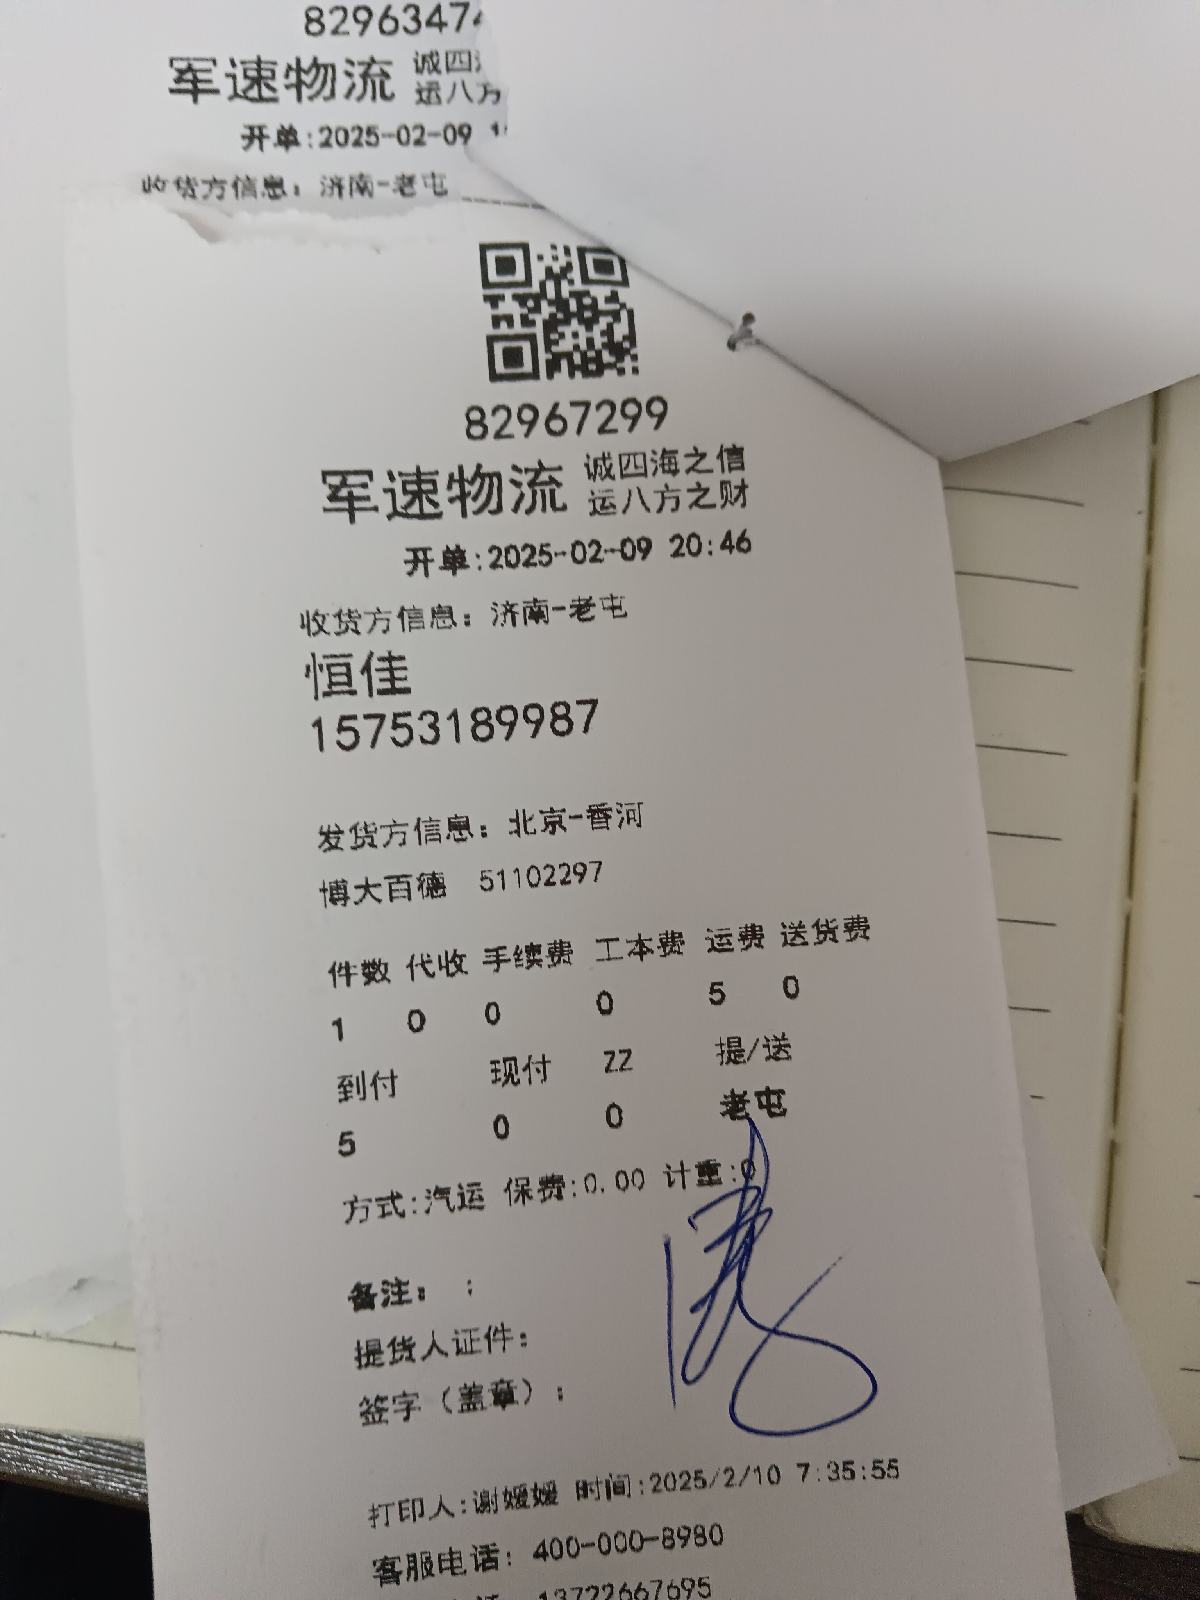 8296347
军速物流 诚四
运八方
开单:2025-02-09
收货方信息：济南-老屯
82967299
军速物流 诚四海之信
运八方之财
开单:2025-02-09 20:46
收货方信息：济南-老屯
恒佳
15753189987
发货方信息：北京-香河
博大百德 51102297
件数 代收 手续费 工本费 运费 送货费
1 0 0 0 5 0
到付 现付 ZZ 提/送
5 0 0 老屯
方式:汽运 保费:0.00 计重:0
备注： ;
提货人证件：
签字（盖章）：
打印人:谢媛媛 时间:2025/2/10 7:35:55
客服电话：400-000-8980
13722667695